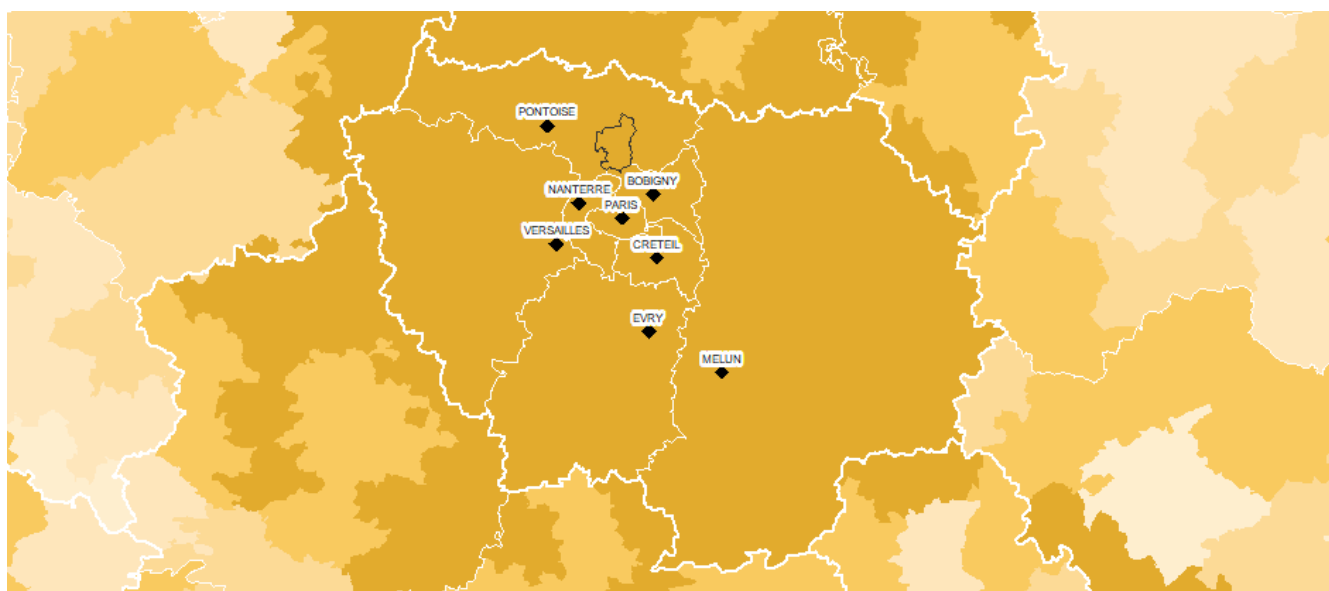 PONTOISE
BOBIGNY
NANTERRE
PARIS
VERSAILLES
CRETEIL
EVRY
MELUN